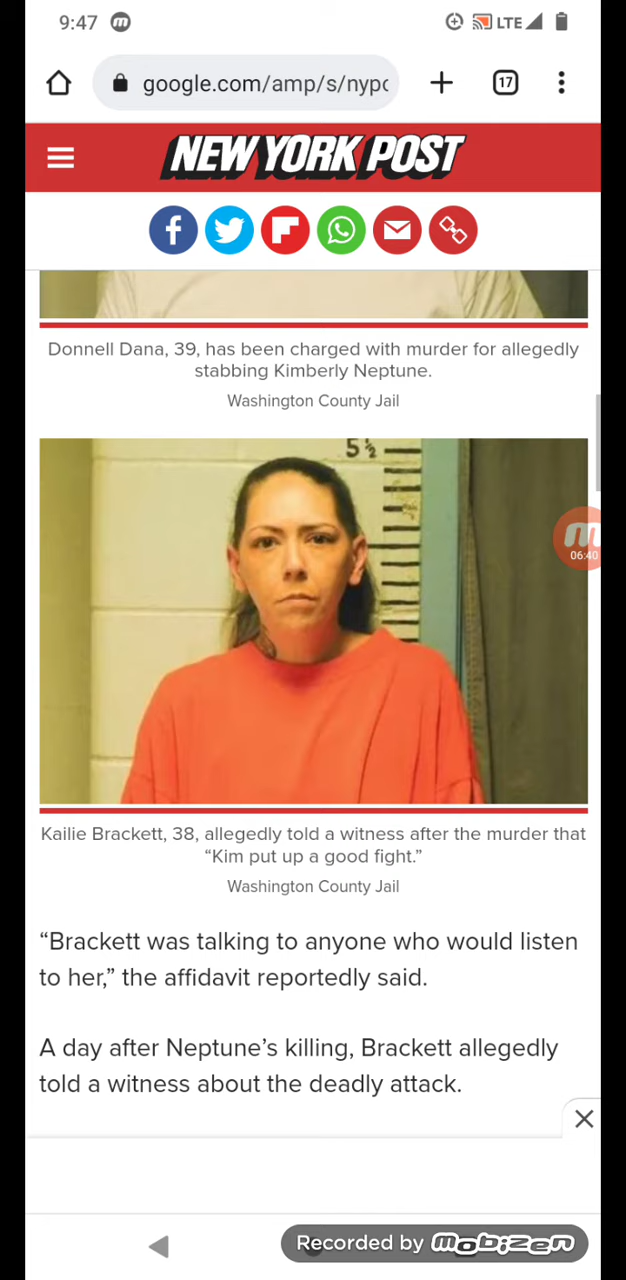 9:47
LTE
google.com/amp/s/nypo
17
NEW YORK POST
Donnell Dana, 39, has been charged with murder for allegedly
stabbing Kimberly Neptune.
Washington County Jail
5½
06:40
Kailie Brackett, 38, allegedly told a witness after the murder that
“Kim put up a good fight.”
Washington County Jail
“Brackett was talking to anyone who would listen
to her,” the affidavit reportedly said.
A day after Neptune’s killing, Brackett allegedly
told a witness about the deadly attack.
Recorded by mobizen